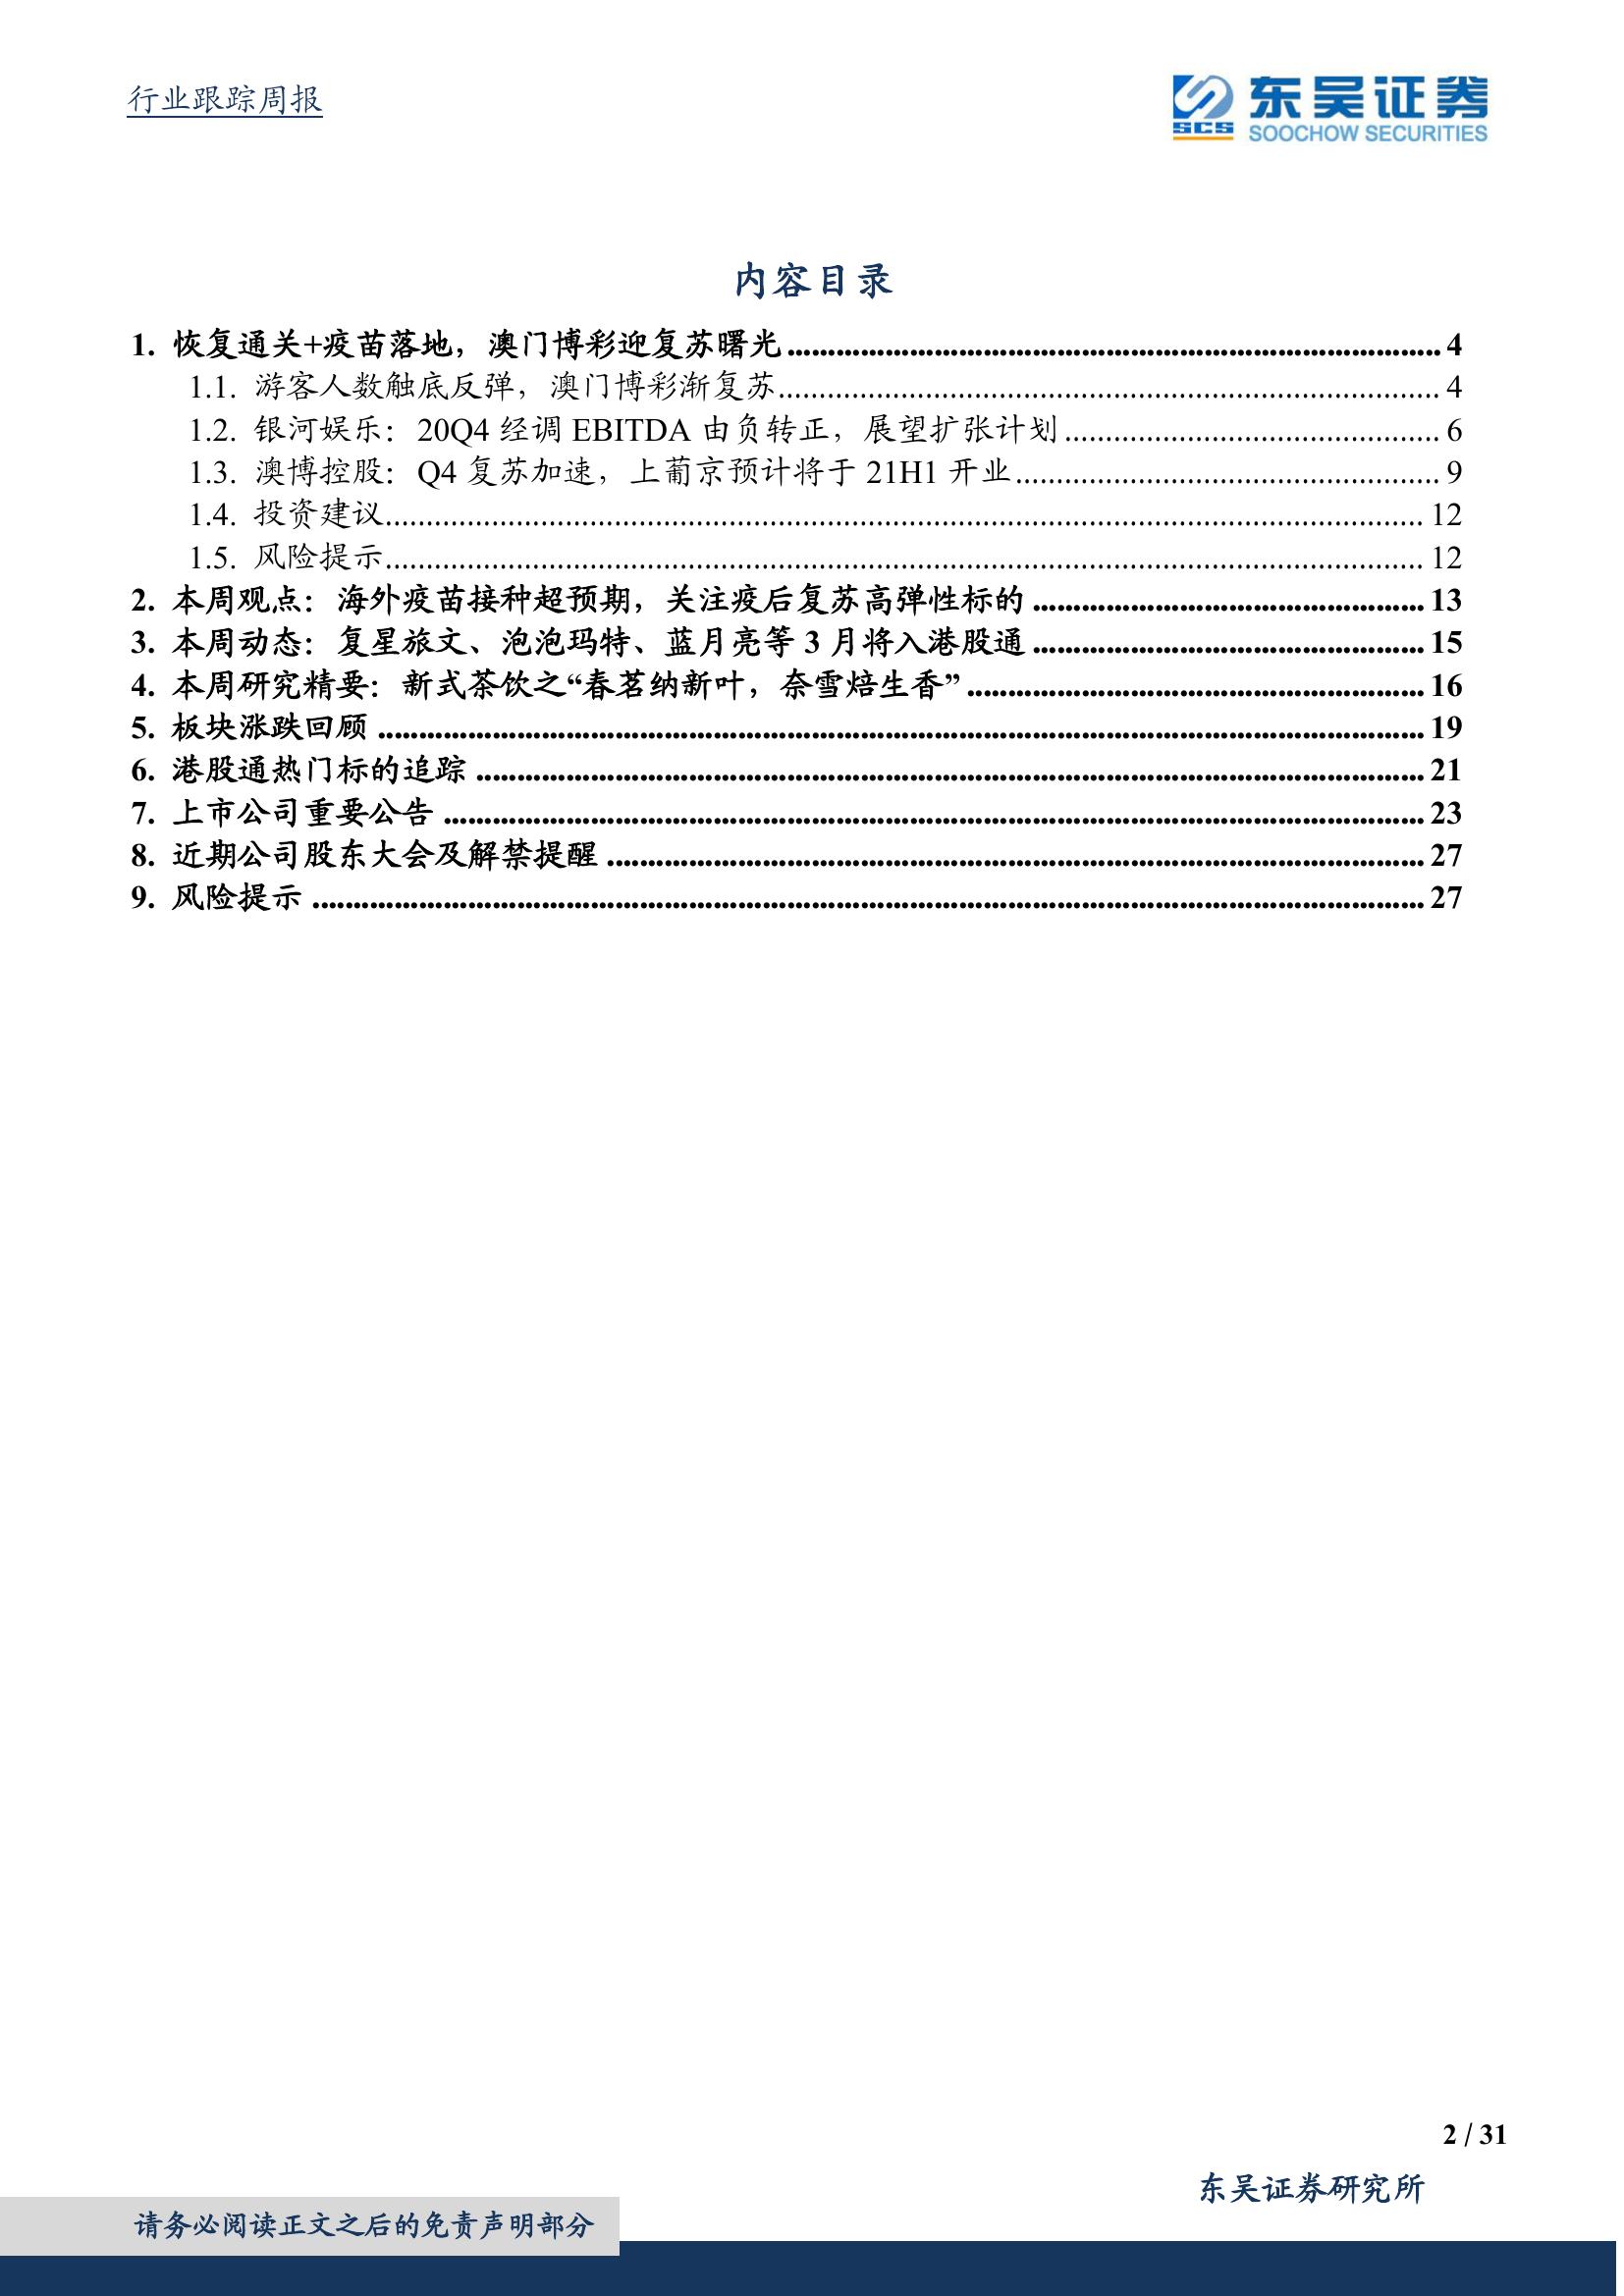 行业跟踪周报
SCS 东吴证券
SOOCHOW SECURITIES
内容目录
1. 恢复通关+疫苗落地，澳门博彩迎复苏曙光 4
1.1. 游客人数触底反弹，澳门博彩渐复苏 4
1.2. 银河娱乐：20Q4 经调 EBITDA 由负转正，展望扩张计划 6
1.3. 澳博控股：Q4 复苏加速，上葡京预计将于 21H1 开业 9
1.4. 投资建议 12
1.5. 风险提示 12
2. 本周观点：海外疫苗接种超预期，关注疫后复苏高弹性标的 13
3. 本周动态：复星旅文、泡泡玛特、蓝月亮等 3 月将入港股通 15
4. 本周研究精要：新式茶饮之“春茗纳新叶，奈雪焙生香” 16
5. 板块涨跌回顾 19
6. 港股通热门标的追踪 21
7. 上市公司重要公告 23
8. 近期公司股东大会及解禁提醒 27
9. 风险提示 27
2 / 31
东吴证券研究所
请务必阅读正文之后的免责声明部分